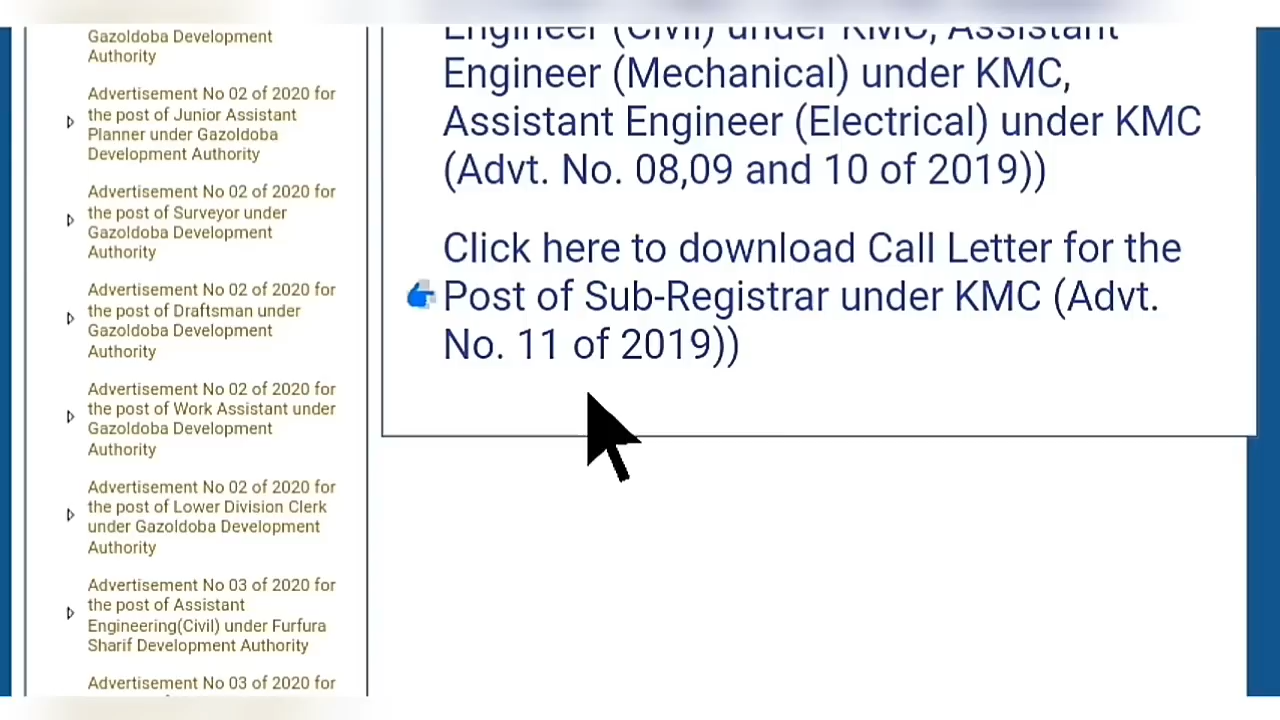 Gazoldoba Development
Authority
Advertisement No 02 of 2020 for
the post of Junior Assistant
Planner under Gazoldoba
Development Authority
Advertisement No 02 of 2020 for
the post of Surveyor under
Gazoldoba Development
Authority
Advertisement No 02 of 2020 for
the post of Draftsman under
Gazoldoba Development
Authority
Advertisement No 02 of 2020 for
the post of Work Assistant under
Gazoldoba Development
Authority
Advertisement No 02 of 2020 for
the post of Lower Division Clerk
under Gazoldoba Development
Authority
Advertisement No 03 of 2020 for
the post of Assistant
Engineering(Civil) under Furfura
Sharif Development Authority
Advertisement No 03 of 2020 for
Engineer (Civil) under KMC, Assistant
Engineer (Mechanical) under KMC,
Assistant Engineer (Electrical) under KMC
(Advt. No. 08,09 and 10 of 2019))
Click here to download Call Letter for the
Post of Sub-Registrar under KMC (Advt.
No. 11 of 2019))